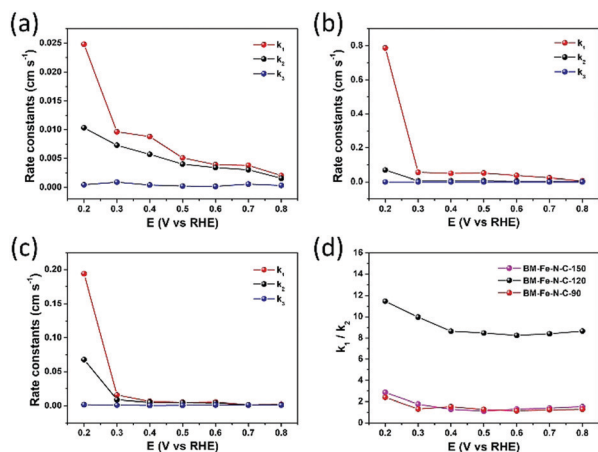 (a)
Rate constants (cm s⁻¹)
0.025
0.020
0.015
0.010
0.005
0.000
k₁
k₂
k₃
0.2 0.3 0.4 0.5 0.6 0.7 0.8
E (V vs RHE)
(b)
Rate constants (cm s⁻¹)
0.8
0.6
0.4
0.2
0.0
k₁
k₂
k₃
0.2 0.3 0.4 0.5 0.6 0.7 0.8
E (V vs RHE)
(c)
Rate constants (cm s⁻¹)
0.20
0.15
0.10
0.05
0.00
k₁
k₂
k₃
0.2 0.3 0.4 0.5 0.6 0.7 0.8
E (V vs RHE)
(d)
k₁ / k₂
16
14
12
10
8
6
4
2
0
BM-Fe-N-C-150
BM-Fe-N-C-120
BM-Fe-N-C-90
0.2 0.3 0.4 0.5 0.6 0.7 0.8
E (V vs RHE)